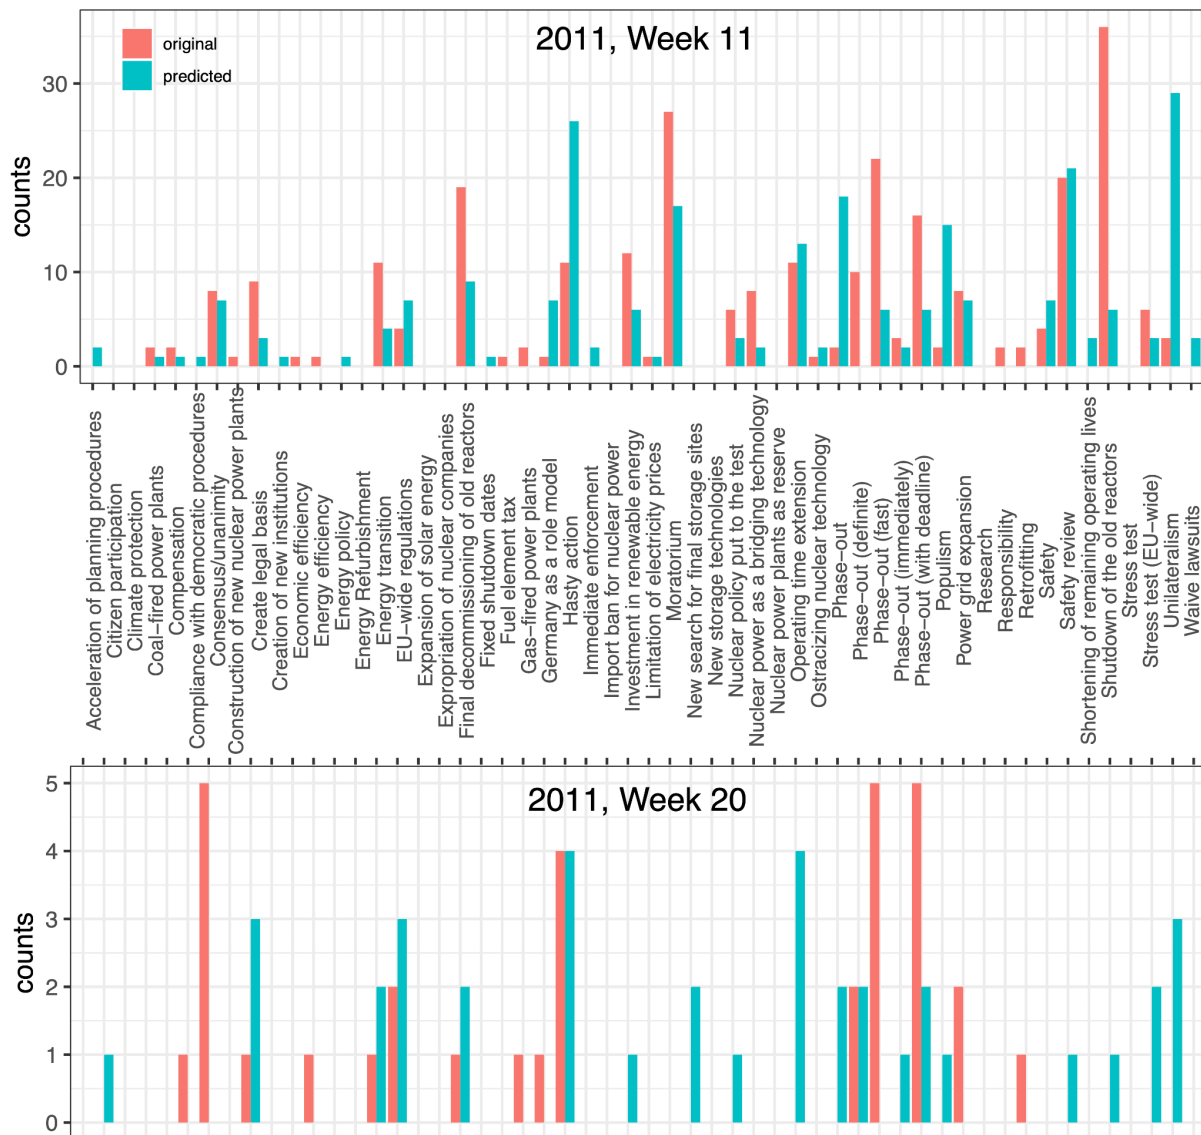 2011, Week 11
original
predicted
counts
30
20
10
0
Acceleration of planning procedures
Citizen participation
Climate protection
Coal−fired power plants
Compensation
Compliance with democratic procedures
Consensus/unanimity
Construction of new nuclear power plants
Create legal basis
Creation of new institutions
Economic efficiency
Energy efficiency
Energy policy
Energy Refurbishment
Energy transition
EU−wide regulations
Expansion of solar energy
Expropriation of nuclear companies
Final decommissioning of old reactors
Fixed shutdown dates
Fuel element tax
Gas−fired power plants
Germany as a role model
Hasty action
Immediate enforcement
Import ban for nuclear power
Investment in renewable energy
Limitation of electricity prices
Moratorium
New search for final storage sites
New storage technologies
Nuclear policy put to the test
Nuclear power as a bridging technology
Nuclear power plants as reserve
Operating time extension
Ostracizing nuclear technology
Phase−out
Phase−out (definite)
Phase−out (fast)
Phase−out (immediately)
Phase−out (with deadline)
Populism
Power grid expansion
Research
Responsibility
Retrofitting
Safety
Safety review
Shortening of remaining operating lives
Shutdown of the old reactors
Stress test
Stress test (EU−wide)
Unilateralism
Waive lawsuits
2011, Week 20
counts
5
4
3
2
1
0